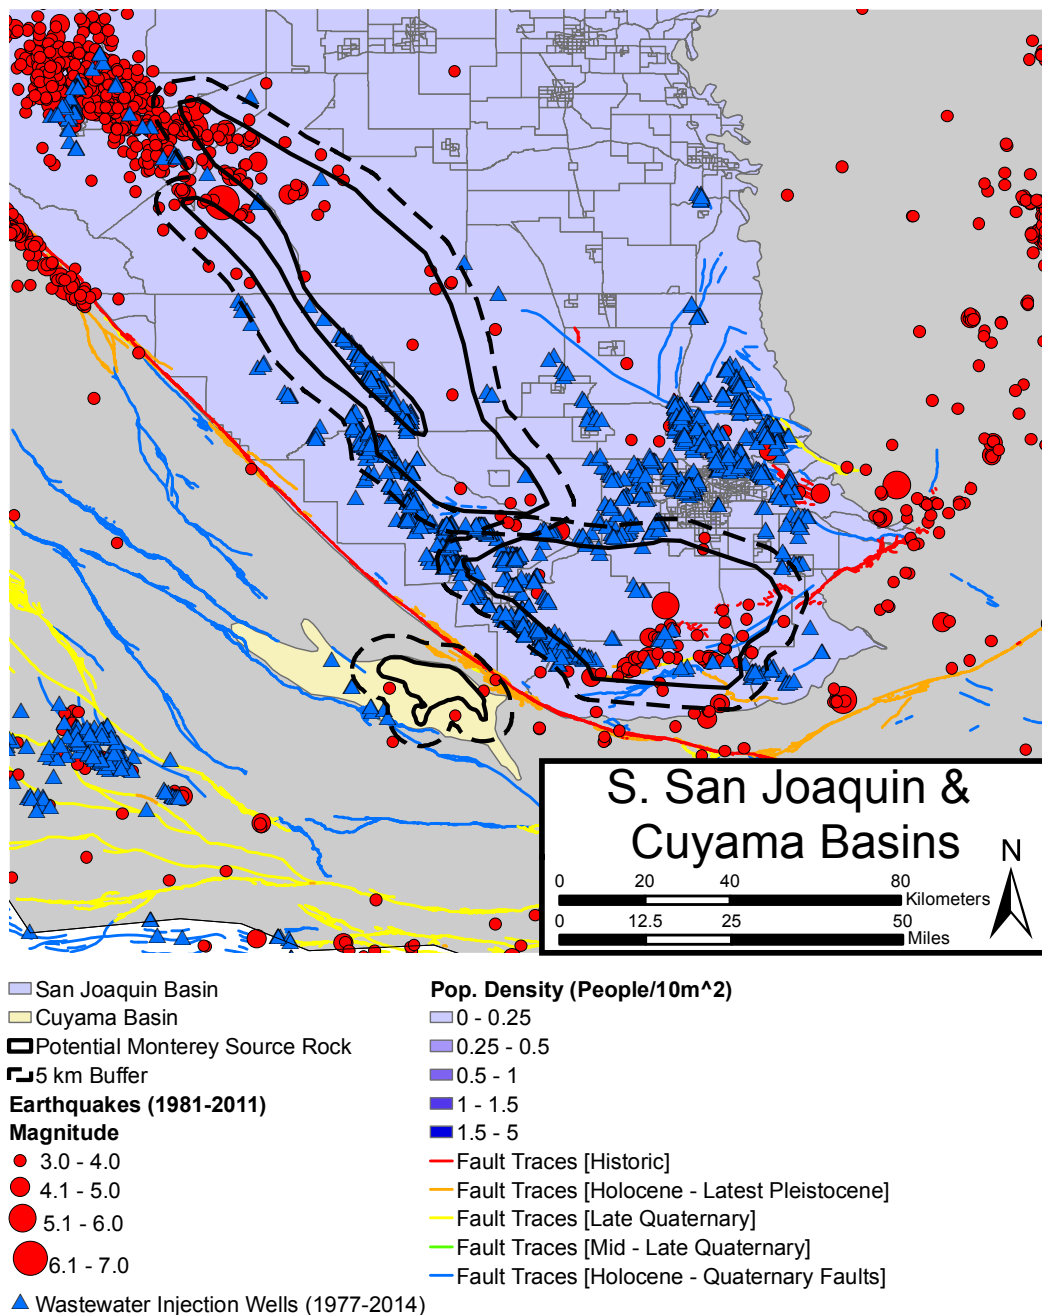 S. San Joaquin &
Cuyama Basins
N
0 20 40 80
Kilometers
0 12.5 25 50
Miles
San Joaquin Basin
Cuyama Basin
Potential Monterey Source Rock
5 km Buffer
Earthquakes (1981-2011)
Magnitude
3.0 - 4.0
4.1 - 5.0
5.1 - 6.0
6.1 - 7.0
Wastewater Injection Wells (1977-2014)
Pop. Density (People/10m^2)
0 - 0.25
0.25 - 0.5
0.5 - 1
1 - 1.5
1.5 - 5
Fault Traces [Historic]
Fault Traces [Holocene - Latest Pleistocene]
Fault Traces [Late Quaternary]
Fault Traces [Mid - Late Quaternary]
Fault Traces [Holocene - Quaternary Faults]